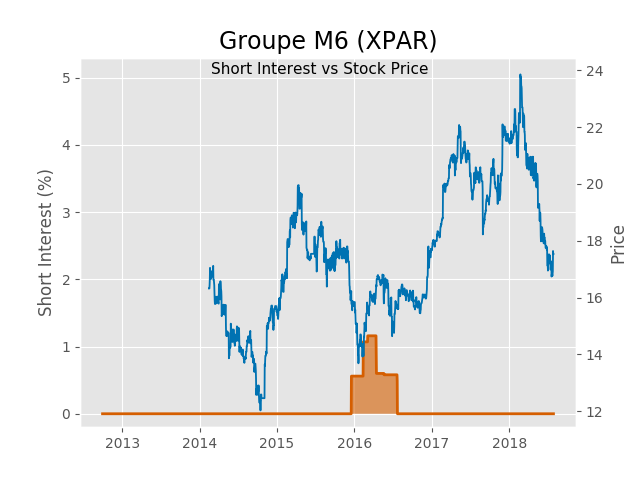 Groupe M6 (XPAR)
Short Interest vs Stock Price
Short Interest (%)
5
4
3
2
1
0
24
22
20
18
16
14
12
Price
2013 2014 2015 2016 2017 2018